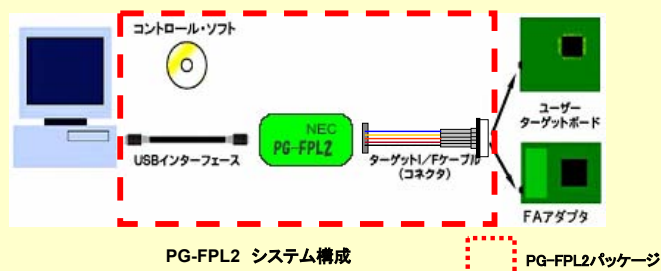 コントロール・ソフト
NEC
PG-FPL2
USBインターフェース
ターゲットI/Fケーブル
(コネクタ)
ユーザー
ターゲットボード
FAアダプタ
PG-FPL2 システム構成
PG-FPL2パッケージ